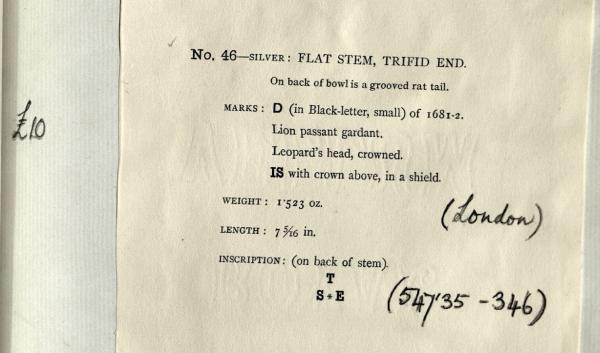 No. 46—SILVER: FLAT STEM, TRIFID END.
On back of bowl is a grooved rat tail.
MARKS: D (in Black-letter, small) of 1681-2.
£10
Lion passant gardant.
Leopard's head, crowned.
IS with crown above, in a shield.
WEIGHT: 1·523 oz.
(London)
LENGTH: 7 5⁄16 in.
INSCRIPTION: (on back of stem).
T
S * E
(547'35 - 346)